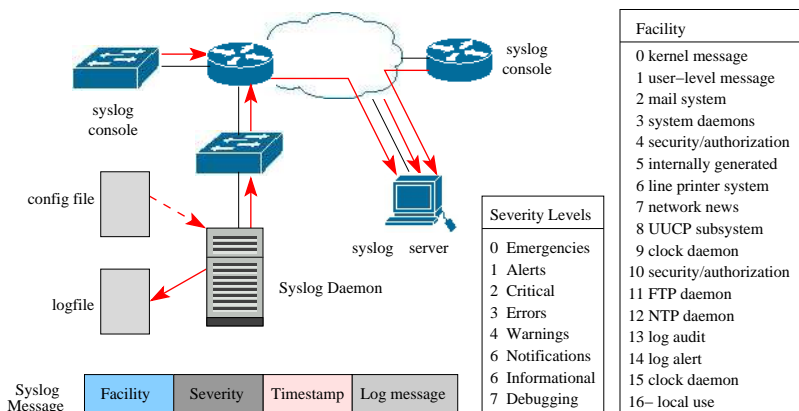 syslog
console
syslog
console
config file
logfile
Syslog Daemon
syslog server
Syslog
Message
Facility
Severity
Timestamp
Log message
Severity Levels
0 Emergencies
1 Alerts
2 Critical
3 Errors
4 Warnings
6 Notifications
6 Informational
7 Debugging
Facility
0 kernel message
1 user–level message
2 mail system
3 system daemons
4 security/authorization
5 internally generated
6 line printer system
7 network news
8 UUCP subsystem
9 clock daemon
10 security/authorization
11 FTP daemon
12 NTP daemon
13 log audit
14 log alert
15 clock daemon
16– local use